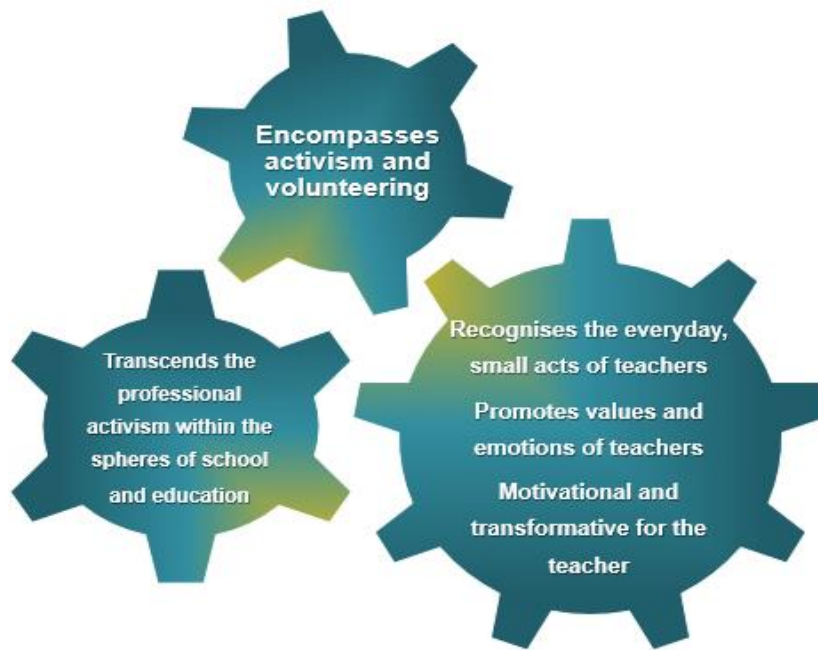 Encompasses
activism and
volunteering
Transcends the
professional
activism within the
spheres of school
and education
Recognises the everyday,
small acts of teachers
Promotes values and
emotions of teachers
Motivational and
transformative for the
teacher